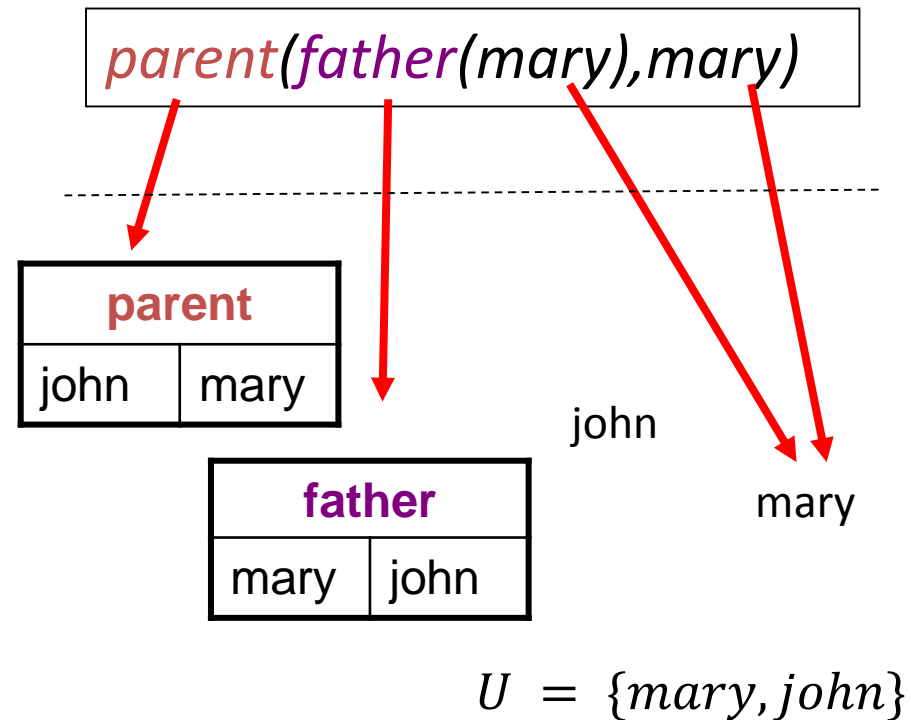 parent(father(mary),mary)
parent
john mary
john
father
mary john
mary
U = {mary, john}